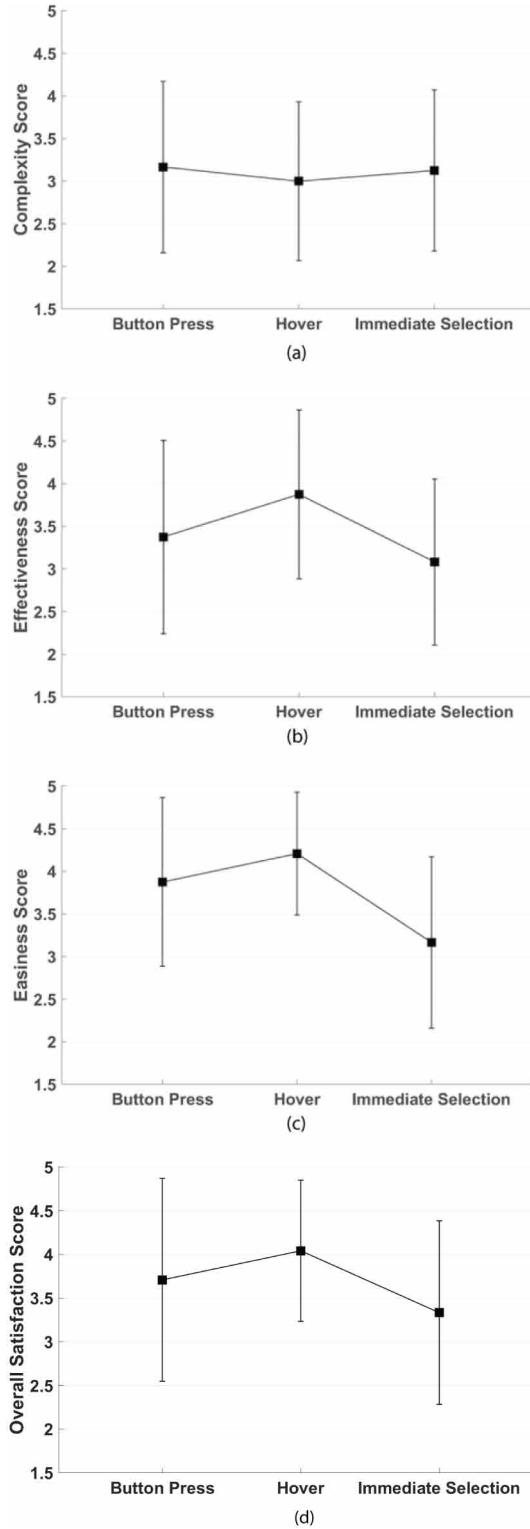 5
4.5
4
3.5
3
2.5
2
1.5
Complexity Score
Button Press Hover Immediate Selection
(a)
5
4.5
4
3.5
3
2.5
2
1.5
Effectiveness Score
Button Press Hover Immediate Selection
(b)
5
4.5
4
3.5
3
2.5
2
1.5
Easiness Score
Button Press Hover Immediate Selection
(c)
5
4.5
4
3.5
3
2.5
2
1.5
Overall Satisfaction Score
Button Press Hover Immediate Selection
(d)